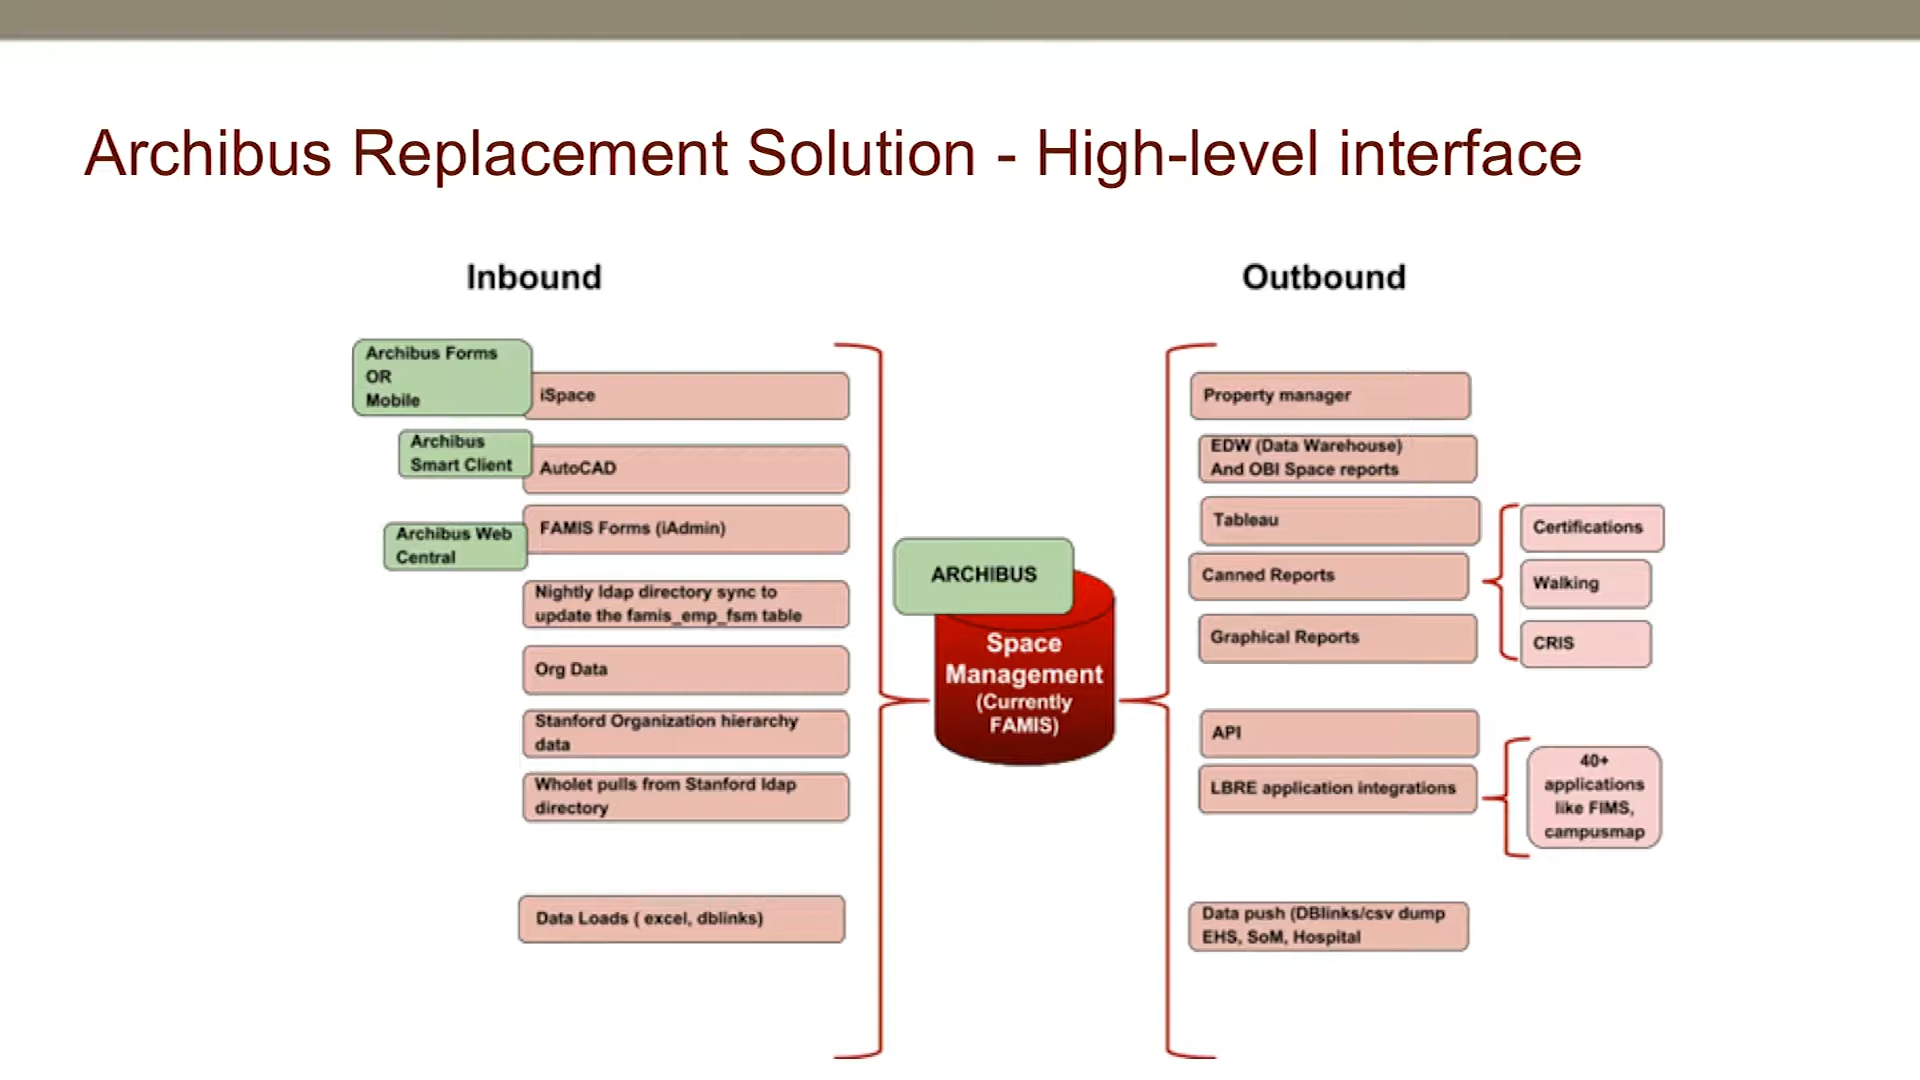 Archibus Replacement Solution - High-level interface
Inbound
Archibus Forms
OR
Mobile
iSpace
Archibus
Smart Client
AutoCAD
Archibus Web
Central
FAMIS Forms (iAdmin)
Nightly ldap directory sync to
update the famis_emp_fsm table
Org Data
Stanford Organization hierarchy
data
Wholet pulls from Stanford ldap
directory
Data Loads ( excel, dblinks)
ARCHIBUS
Space
Management
(Currently
FAMIS)
Outbound
Property manager
EDW (Data Warehouse)
And OBI Space reports
Tableau
Canned Reports
Graphical Reports
Certifications
Walking
CRIS
API
LBRE application integrations
40+
applications
like FIMS,
campusmap
Data push (DBlinks/csv dump
EHS, SoM, Hospital